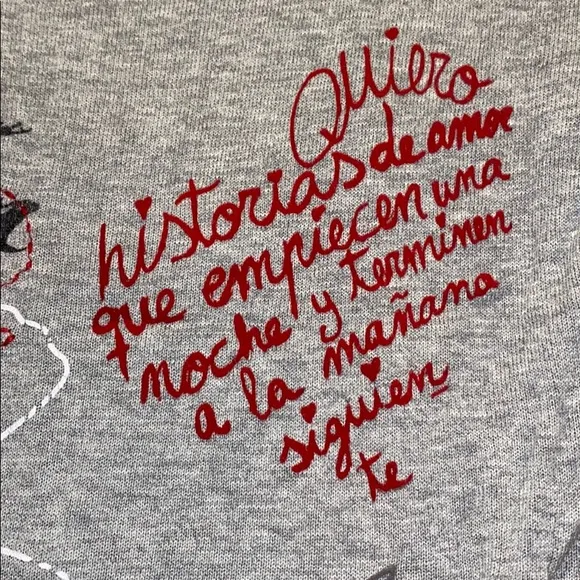 Quiero
historias de amor
que empiecen una
noche y terminen
a la mañana
siguien
te